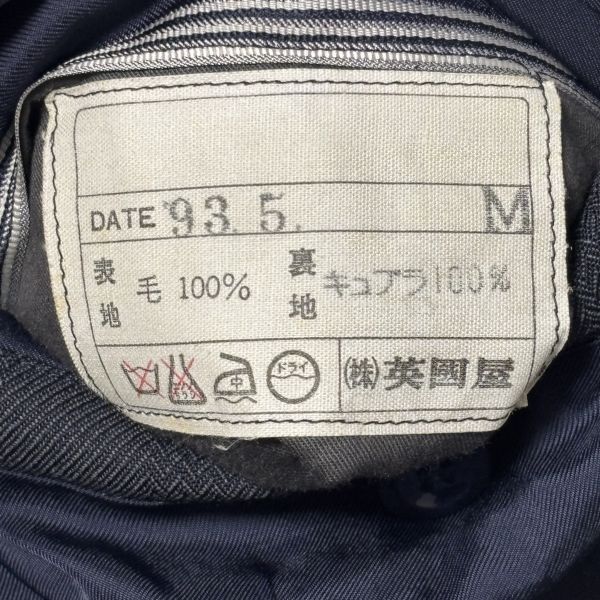 DATE '93.5. M
表地 毛 100% 裏地 キュプラ100%
中 ドライ (株)英國屋